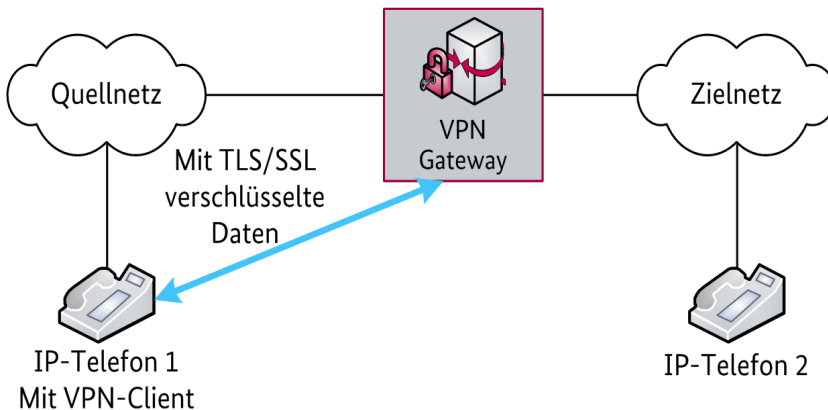 Quellnetz
VPN
Gateway
Zielnetz
Mit TLS/SSL
verschlüsselte
Daten
IP-Telefon 1
Mit VPN-Client
IP-Telefon 2